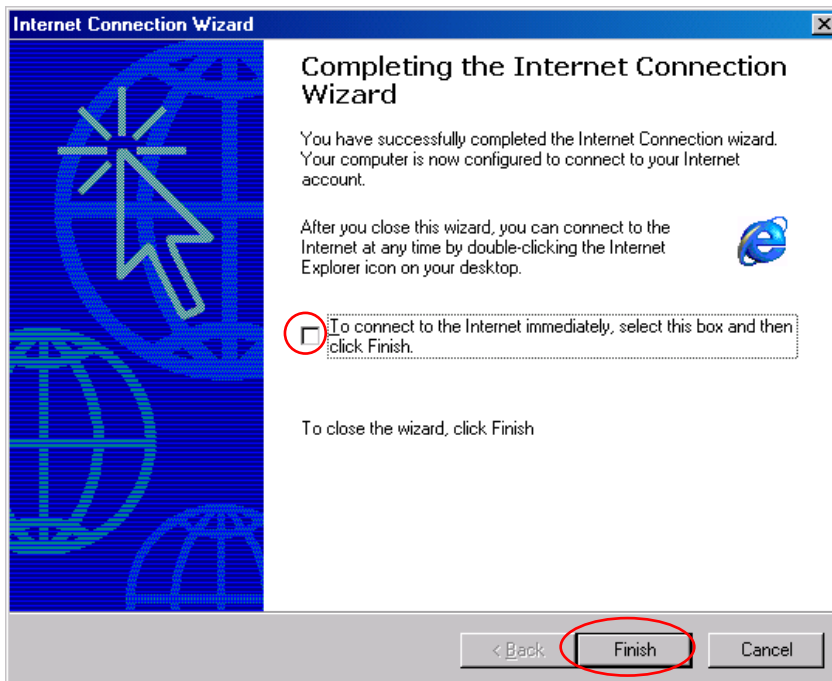 Internet Connection Wizard
Completing the Internet Connection
Wizard
You have successfully completed the Internet Connection wizard.
Your computer is now configured to connect to your Internet
account.
After you close this wizard, you can connect to the
Internet at any time by double-clicking the Internet
Explorer icon on your desktop.
To connect to the Internet immediately, select this box and then
click Finish.
To close the wizard, click Finish
< Back
Finish
Cancel